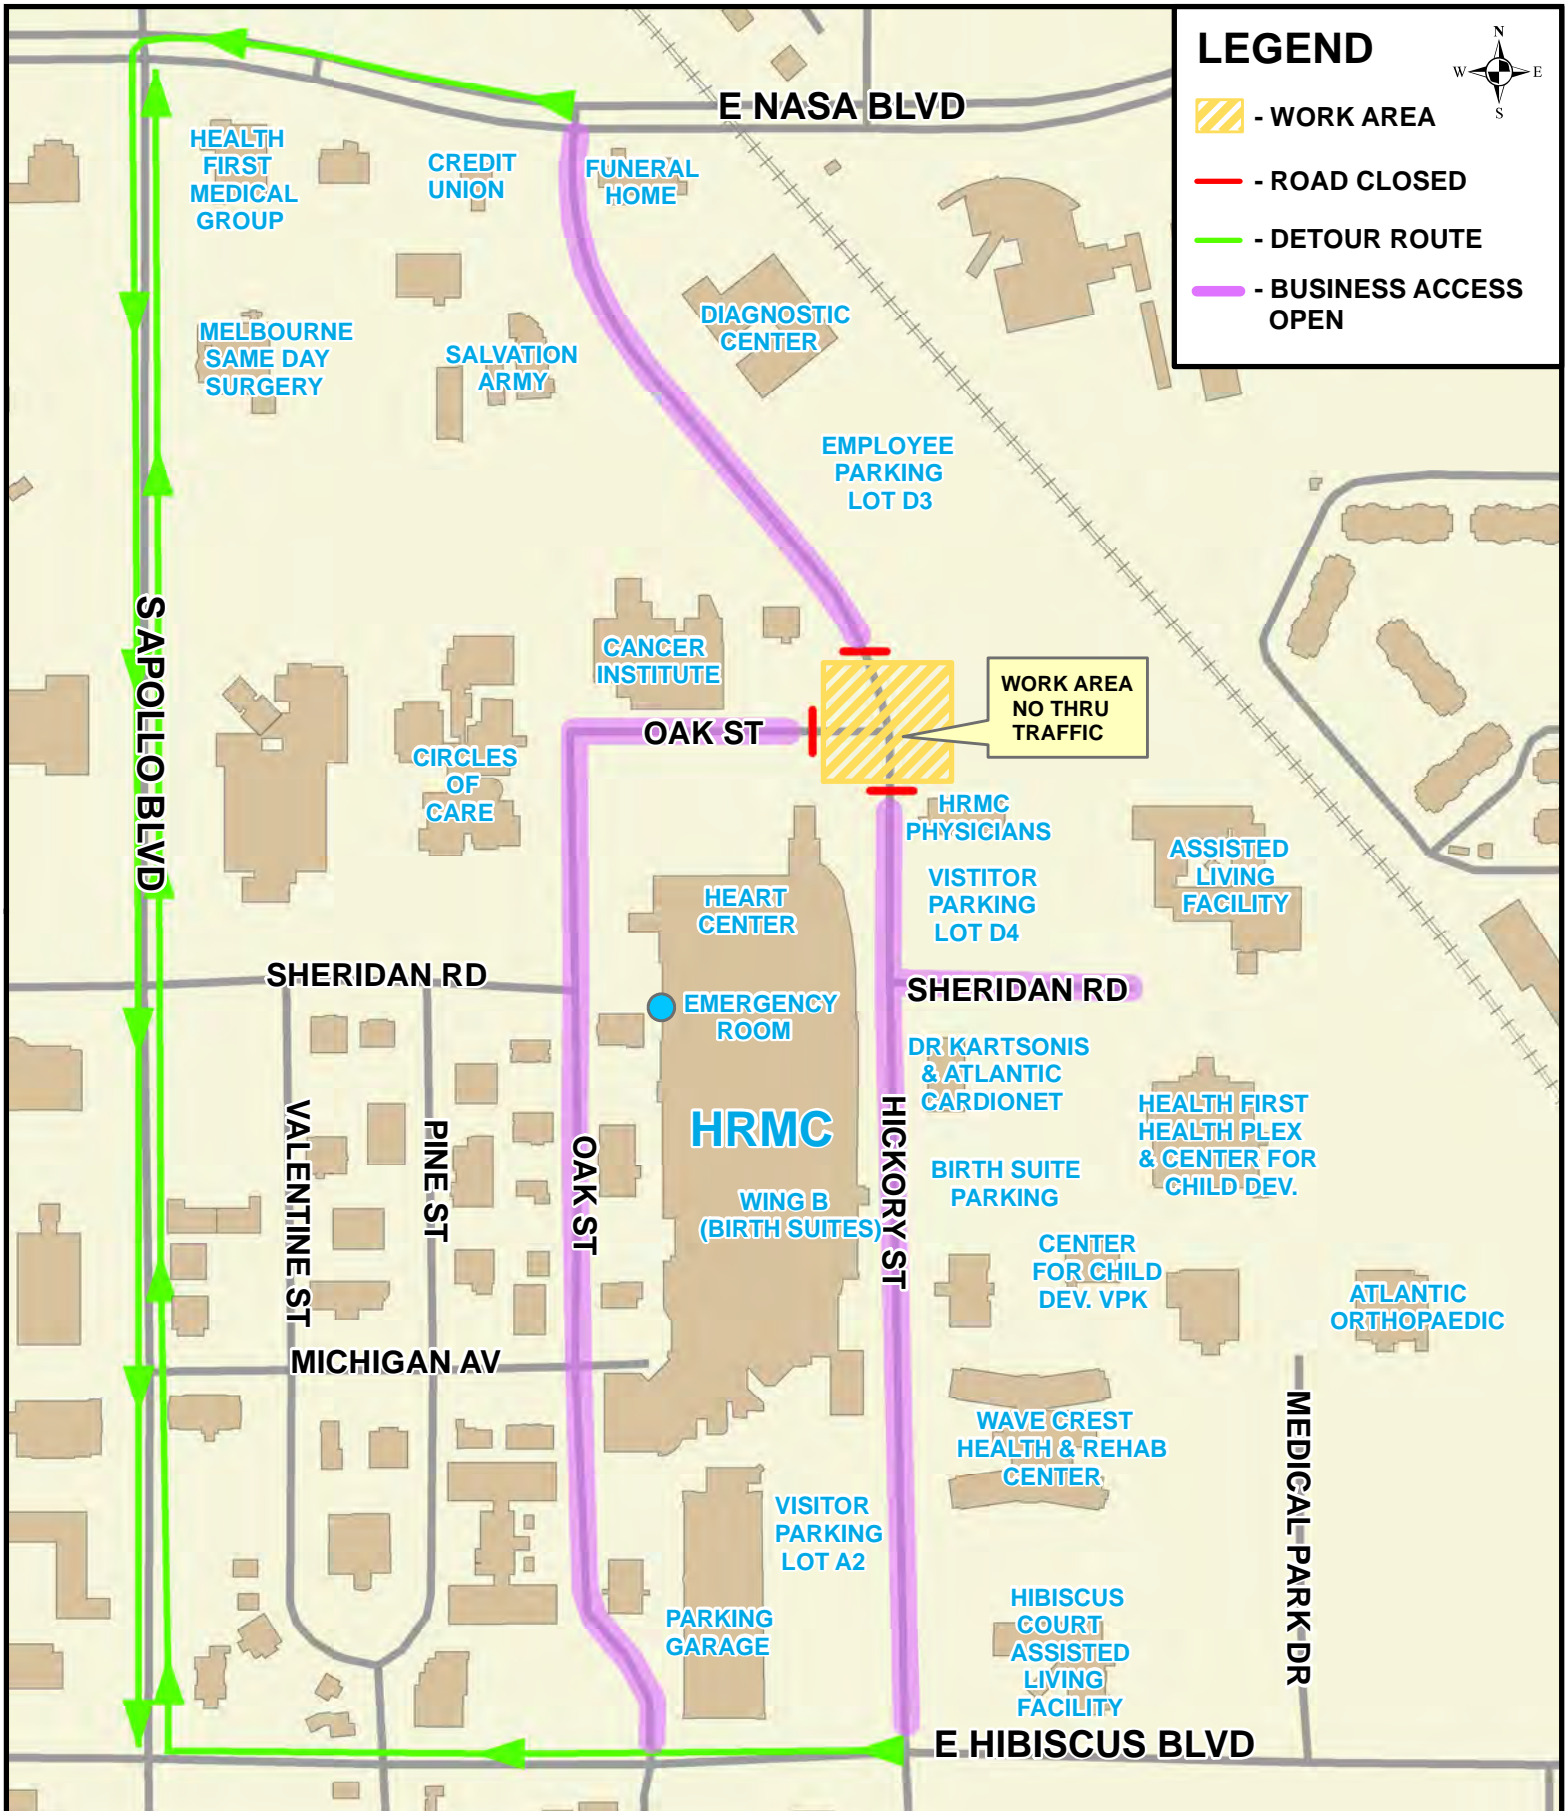 LEGEND
N
W
E
S
- WORK AREA
- ROAD CLOSED
- DETOUR ROUTE
- BUSINESS ACCESS
OPEN
E NASA BLVD
HEALTH
FIRST
MEDICAL
GROUP
CREDIT
UNION
FUNERAL
HOME
MELBOURNE
SAME DAY
SURGERY
SALVATION
ARMY
DIAGNOSTIC
CENTER
EMPLOYEE
PARKING
LOT D3
S APOLLO BLVD
CANCER
INSTITUTE
OAK ST
WORK AREA
NO THRU
TRAFFIC
CIRCLES
OF
CARE
HRMC
PHYSICIANS
ASSISTED
LIVING
FACILITY
HEART
CENTER
VISTITOR
PARKING
LOT D4
SHERIDAN RD
SHERIDAN RD
EMERGENCY
ROOM
DR KARTSONIS
& ATLANTIC
CARDIONET
HRMC
HEALTH FIRST
HEALTH PLEX
& CENTER FOR
CHILD DEV.
VALENTINE ST
PINE ST
OAK ST
HICKORY ST
WING B
(BIRTH SUITES)
BIRTH SUITE
PARKING
CENTER
FOR CHILD
DEV. VPK
ATLANTIC
ORTHOPAEDIC
MICHIGAN AV
WAVE CREST
HEALTH & REHAB
CENTER
MEDICAL PARK DR
VISITOR
PARKING
LOT A2
PARKING
GARAGE
HIBISCUS
COURT
ASSISTED
LIVING
FACILITY
E HIBISCUS BLVD